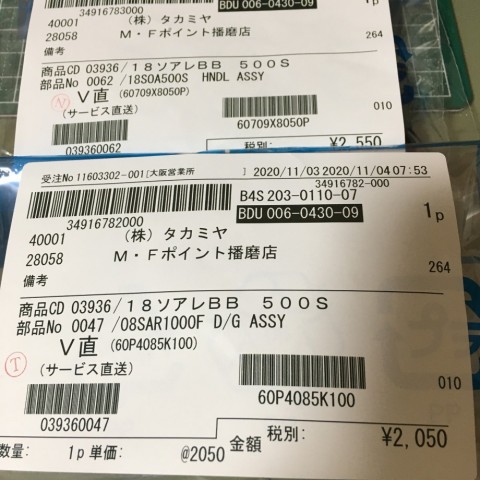 34916783000
BDU 006-0430-09
1p
40001 (株) タカミヤ
28058 M・Fポイント播磨店 264
備考
商品CD 03936/18ソアレBB 500S
部品No 0062 /18SOA500S HNDL ASSY
N V直 (60709X8050P)
(サービス直送) 010
60709X8050P
039360062
税別: ¥2,550
受注No 11603302-001[大阪営業所 ] 2020/11/03 2020/11/04 07:53
34916782-000
B4S 203-0110-07
34916782000 BDU 006-0430-09 1p
40001 (株) タカミヤ
28058 M・Fポイント播磨店 264
備考
商品CD 03936/18ソアレBB 500S
部品No 0047 /08SAR1000F D/G ASSY
T V直 (60P4085K100)
(サービス直送) 010
60P4085K100
039360047
数量: 1p 単価: @2050 金額 税別: ¥2,050
PP